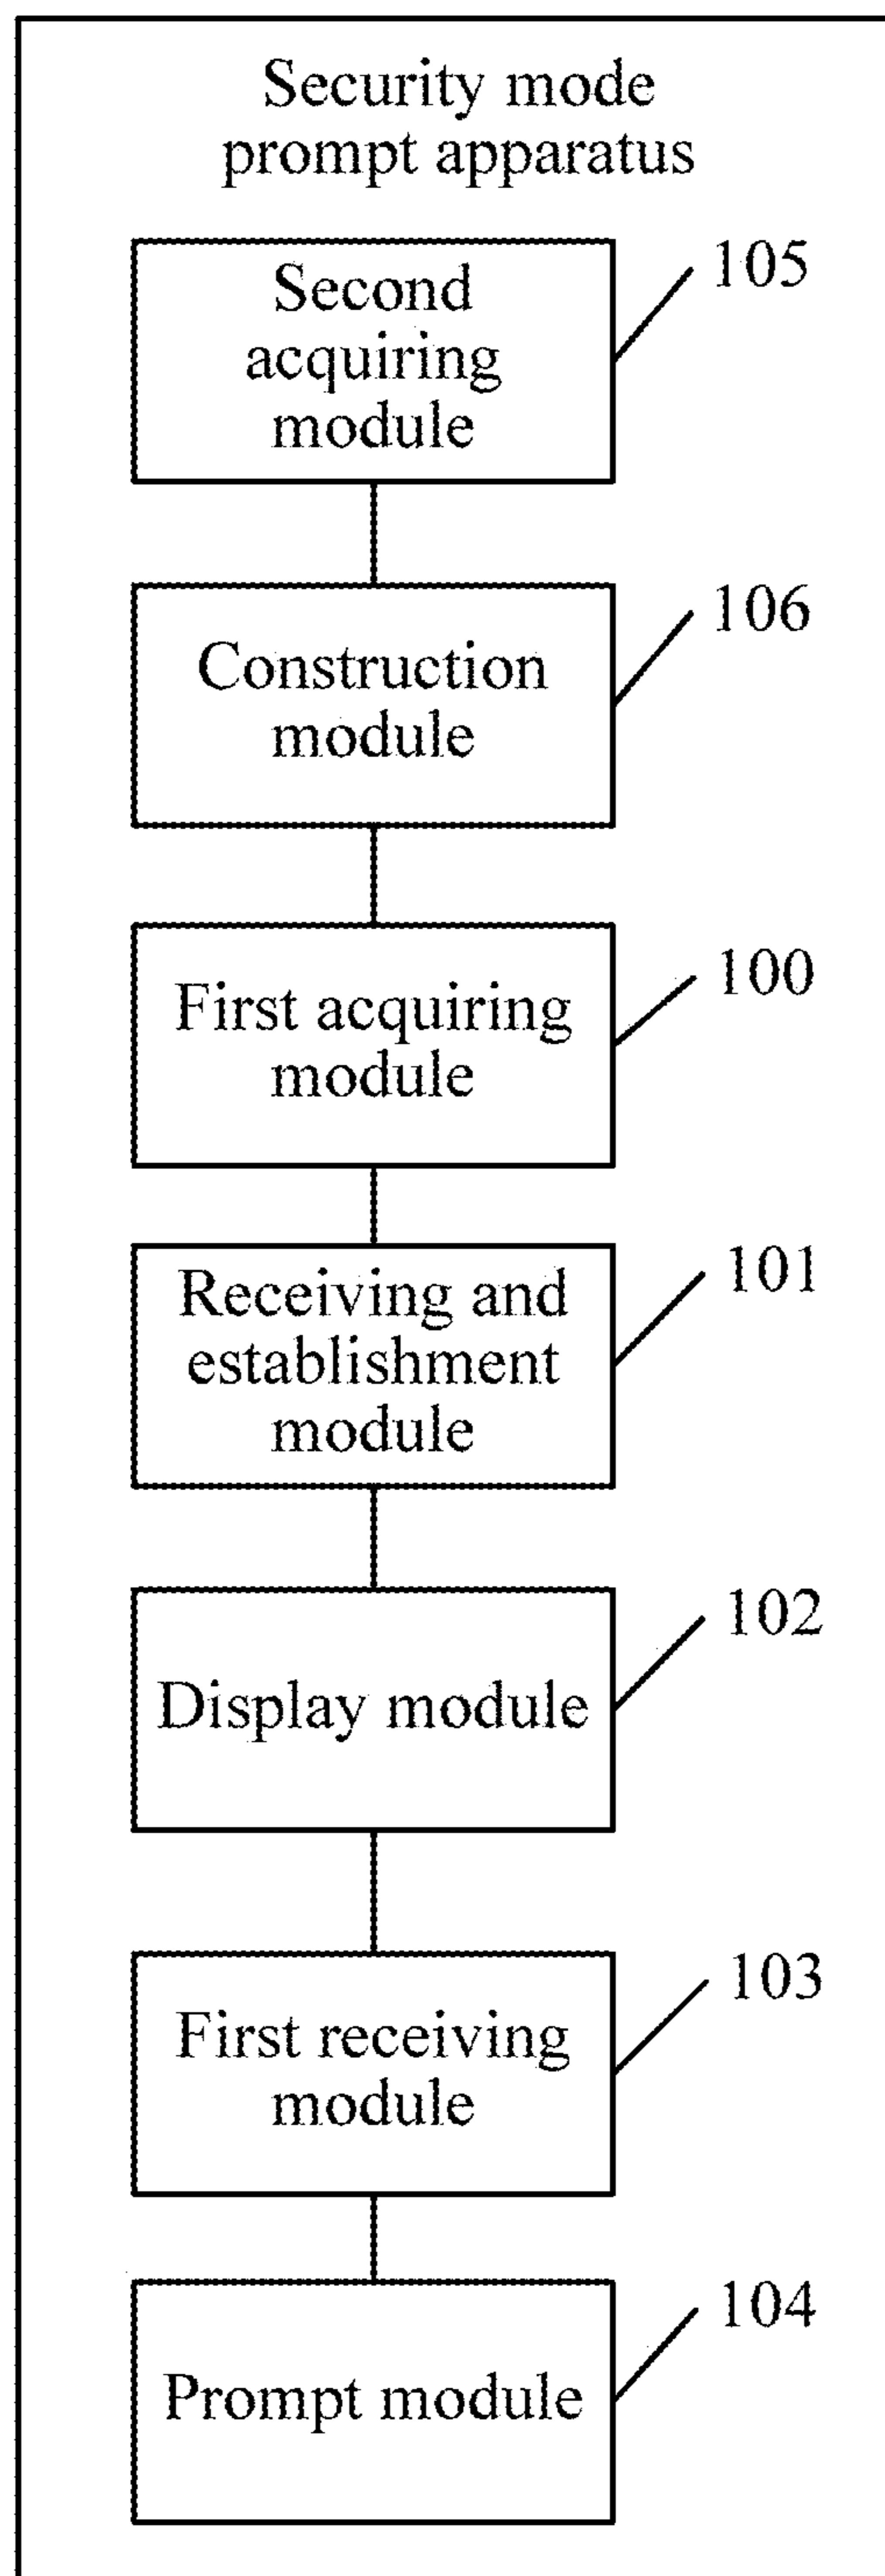 Security mode
prompt apparatus
Second
acquiring
module
105
Construction
module
106
First acquiring
module
100
Receiving and
establishment
module
101
Display module
102
First receiving
module
103
Prompt module
104